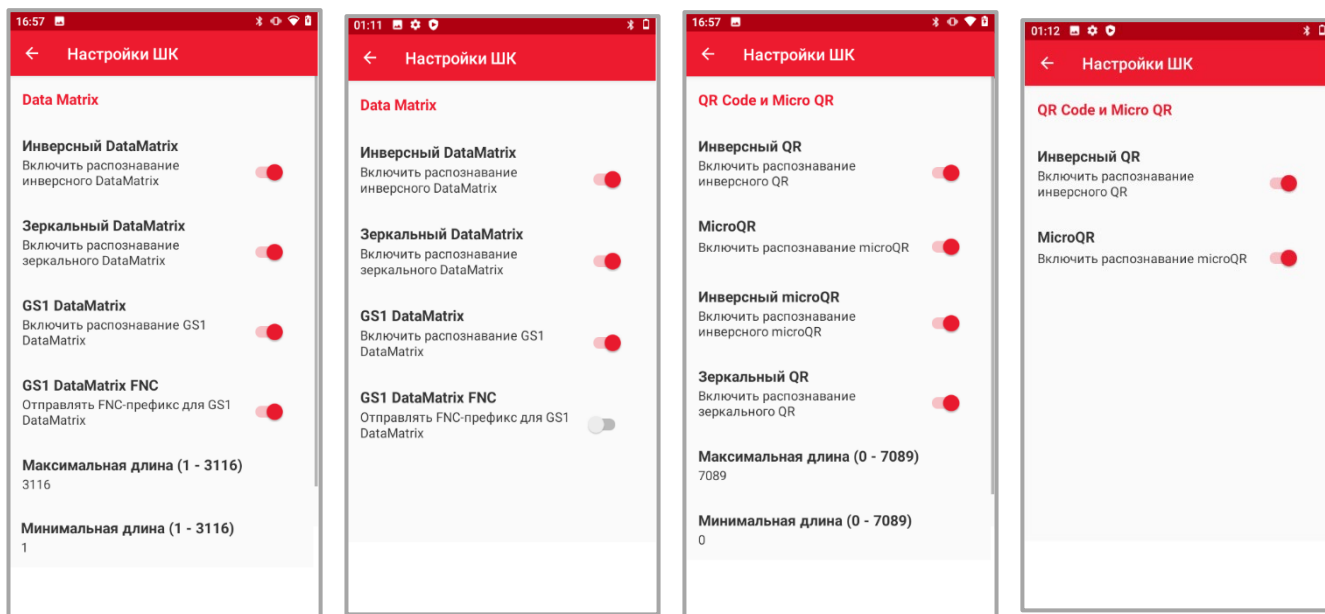 16:57
Настройки ШК
Data Matrix
Инверсный DataMatrix
Включить распознавание
инверсного DataMatrix
Зеркальный DataMatrix
Включить распознавание
зеркального DataMatrix
GS1 DataMatrix
Включить распознавание GS1
DataMatrix
GS1 DataMatrix FNC
Отправлять FNC-префикс для GS1
DataMatrix
Максимальная длина (1 - 3116)
3116
Минимальная длина (1 - 3116)
1
01:11
Настройки ШК
Data Matrix
Инверсный DataMatrix
Включить распознавание
инверсного DataMatrix
Зеркальный DataMatrix
Включить распознавание
зеркального DataMatrix
GS1 DataMatrix
Включить распознавание GS1
DataMatrix
GS1 DataMatrix FNC
Отправлять FNC-префикс для GS1
DataMatrix
16:57
Настройки ШК
QR Code и Micro QR
Инверсный QR
Включить распознавание
инверсного QR
MicroQR
Включить распознавание microQR
Инверсный microQR
Включить распознавание
инверсного microQR
Зеркальный QR
Включить распознавание
зеркального QR
Максимальная длина (0 - 7089)
7089
Минимальная длина (0 - 7089)
0
01:12
Настройки ШК
QR Code и Micro QR
Инверсный QR
Включить распознавание
инверсного QR
MicroQR
Включить распознавание microQR